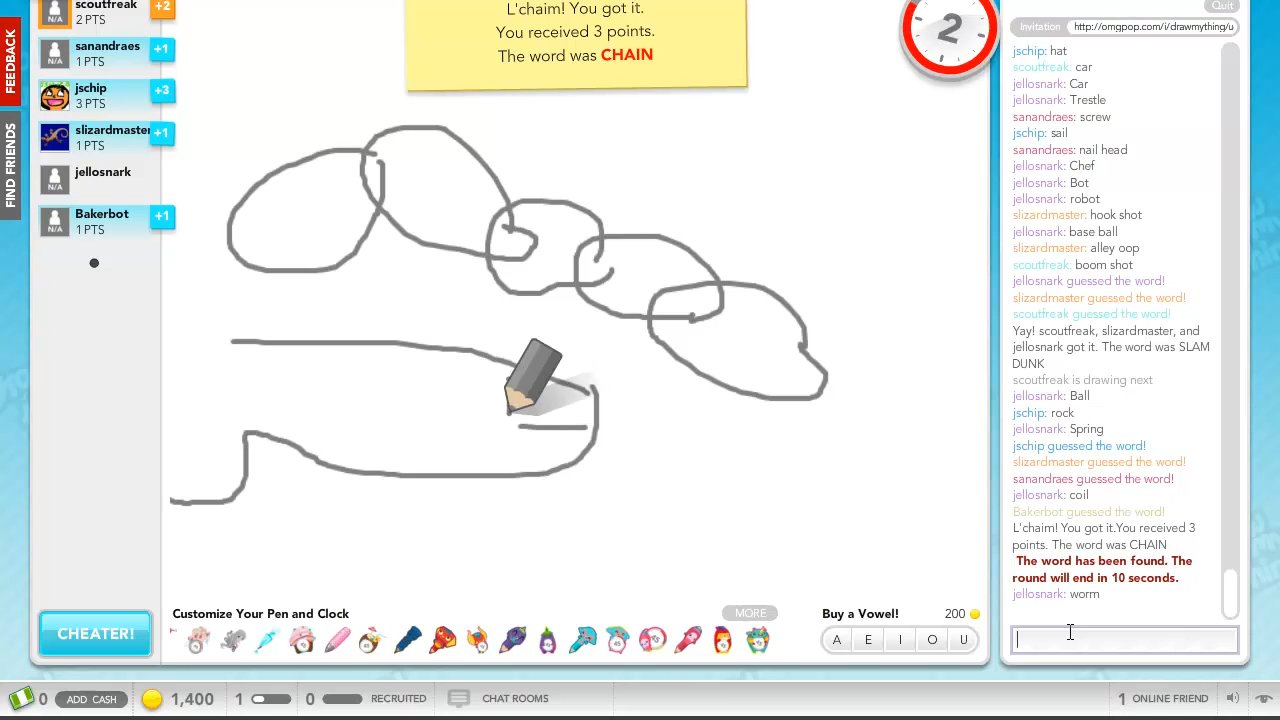 FEEDBACK
FIND FRIENDS
N/A
scoutfreak
2 PTS
+2
N/A
sanandraes
1 PTS
+1
jschip
3 PTS
+3
slizardmaster
1 PTS
+1
N/A
jellosnark
N/A
Bakerbot
1 PTS
+1
CHEATER!
L'chaim! You got it.
You received 3 points.
The word was CHAIN
2
Customize Your Pen and Clock
MORE
Buy a Vowel!
200
A E I O U
Quit
Invitation http://omgpop.com/i/drawmything/u
jschip: hat
scoutfreak: car
jellosnark: Car
jellosnark: Trestle
sanandraes: screw
jschip: sail
sanandraes: nail head
jellosnark: Chef
jellosnark: Bot
jellosnark: robot
slizardmaster: hook shot
jellosnark: base ball
slizardmaster: alley oop
scoutfreak: boom shot
jellosnark guessed the word!
slizardmaster guessed the word!
scoutfreak guessed the word!
Yay! scoutfreak, slizardmaster, and
jellosnark got it. The word was SLAM
DUNK
scoutfreak is drawing next
jellosnark: Ball
jschip: rock
jellosnark: Spring
jschip guessed the word!
slizardmaster guessed the word!
sanandraes guessed the word!
jellosnark: coil
Bakerbot guessed the word!
L'chaim! You got it.You received 3
points. The word was CHAIN
The word has been found. The
round will end in 10 seconds.
jellosnark: worm
0 ADD CASH 1,400 1 0 RECRUITED CHAT ROOMS 1 ONLINE FRIEND